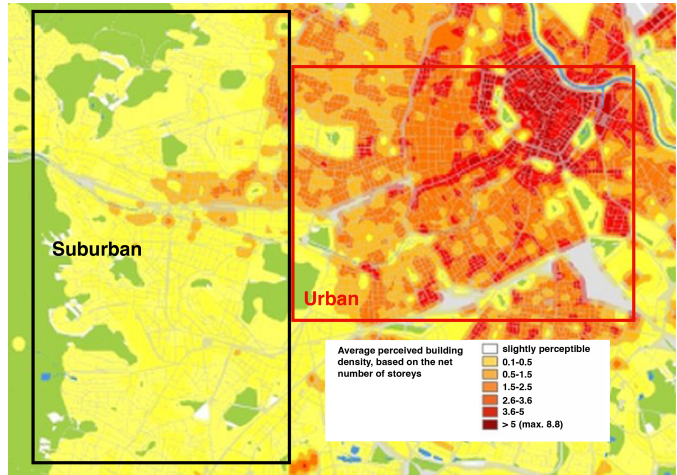 Suburban
Urban
Average perceived building
density, based on the net
number of storeys
slightly perceptible
0.1-0.5
0.5-1.5
1.5-2.5
2.6-3.6
3.6-5
> 5 (max. 8.8)